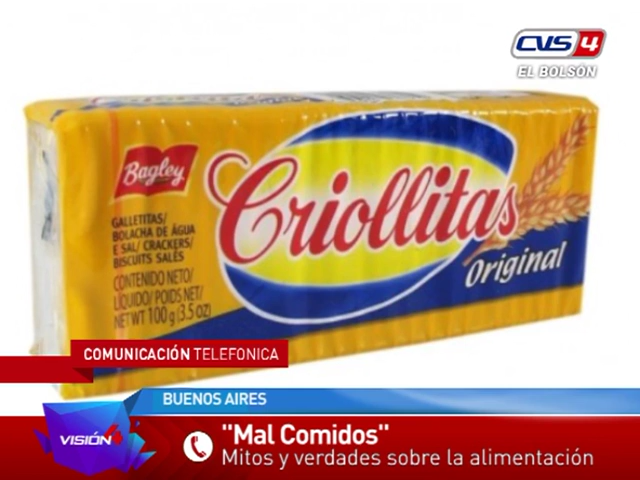 CVS 4
EL BOLSÓN
Bagley
Criollitas
Original
GALLETITAS/
BOLACHA DE ÁGUA
E SAL/ CRACKERS/
BISCUITS SALÉS
CONTENIDO NETO/
LÍQUIDO/ POIDS NET/
NET WT 100 g (3.5 oz)
COMUNICACIÓN TELEFONICA
BUENOS AIRES
VISIÓN 4
"Mal Comidos"
Mitos y verdades sobre la alimentación